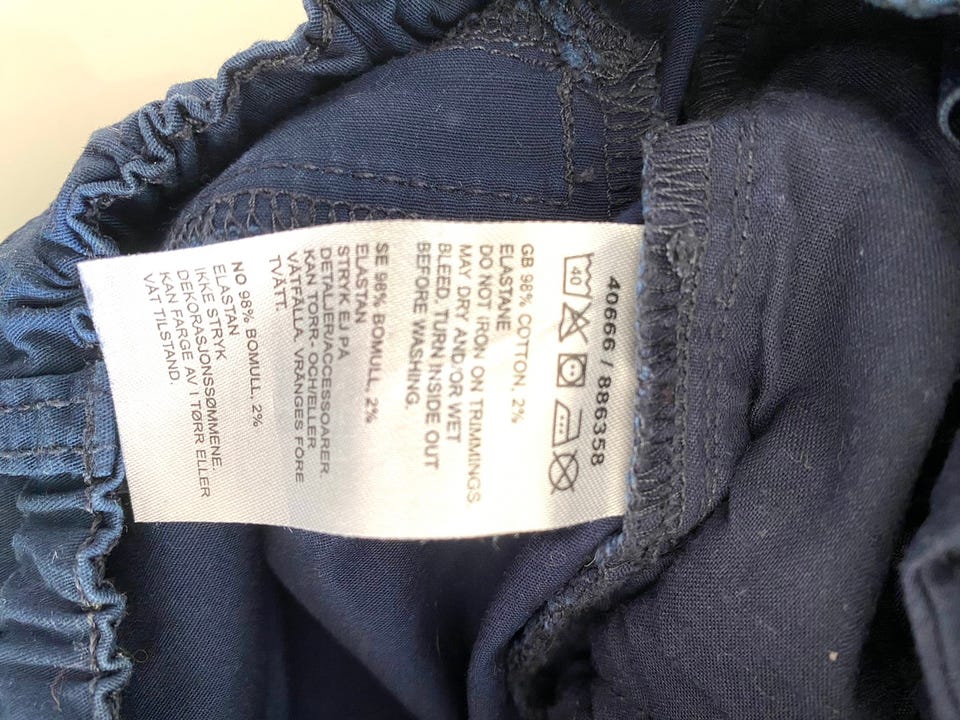 40666 / 886358
40
GB 98% COTTON, 2%
ELASTANE
DO NOT IRON ON TRIMMINGS.
MAY DRY AND/OR WET
BLEED. TURN INSIDE OUT
BEFORE WASHING.
SE 98% BOMULL, 2%
ELASTAN
STRYK EJ PÅ
DETALJER/ACCESSOARER.
KAN TORR- OCH/ELLER
VÅTFÄLLA. VRÄNGES FÖRE
TVÄTT.
NO 98% BOMULL, 2%
ELASTAN
IKKE STRYK
DEKORASJONSSØMMENE.
KAN FARGE AV I TØRR ELLER
VÅT TILSTAND.